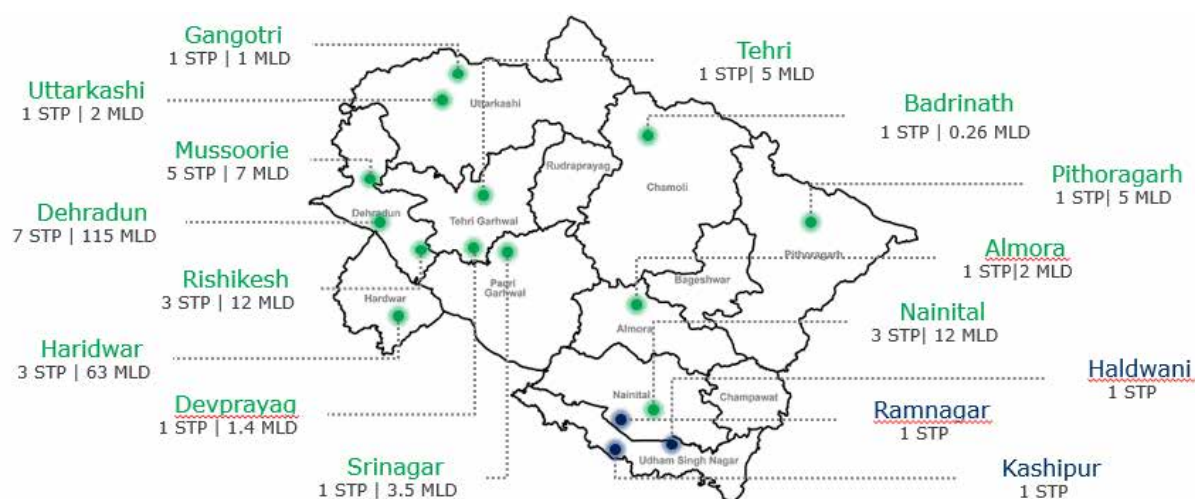 Gangotri
1 STP | 1 MLD
Tehri
1 STP| 5 MLD
Uttarkashi
1 STP | 2 MLD
Badrinath
1 STP | 0.26 MLD
Mussoorie
5 STP | 7 MLD
Pithoragarh
1 STP| 5 MLD
Dehradun
7 STP | 115 MLD
Almora
1 STP|2 MLD
Rishikesh
3 STP | 12 MLD
Nainital
3 STP| 12 MLD
Haridwar
3 STP | 63 MLD
Haldwani
1 STP
Devprayag
1 STP | 1.4 MLD
Ramnagar
1 STP
Srinagar
1 STP | 3.5 MLD
Kashipur
1 STP
Uttarkashi
Rudraprayag
Chamoli
Dehradun
Tehri Garhwal
Pithoragarh
Pauri
Garhwal
Bageshwar
Hardwar
Almora
Nainital
Champawat
Udham Singh Nagar